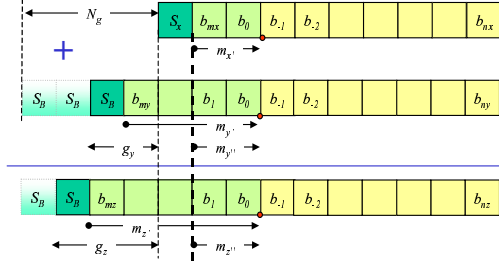 N_g S_x b_mx b_0 b_-1 b_-2 b_nx
m_x'
+
S_B S_B S_B b_my b_1 b_0 b_-1 b_-2 b_ny
m_y'
g_y m_y''
S_B S_B b_mz b_1 b_0 b_-1 b_-2 b_nz
m_z'
g_z m_z''